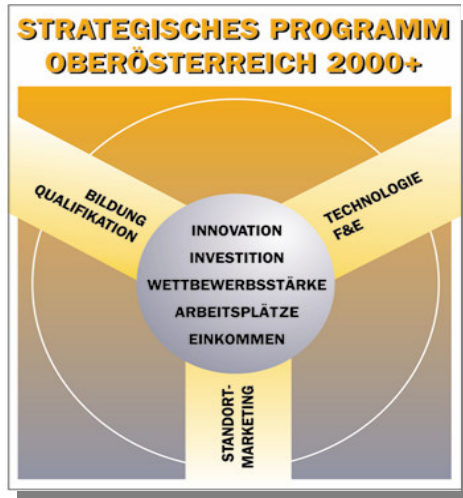 STRATEGISCHES PROGRAMM
OBERÖSTERREICH 2000+
BILDUNG
QUALIFIKATION
TECHNOLOGIE
F&E
INNOVATION
INVESTITION
WETTBEWERBSSTÄRKE
ARBEITSPLÄTZE
EINKOMMEN
STANDORT-
MARKETING